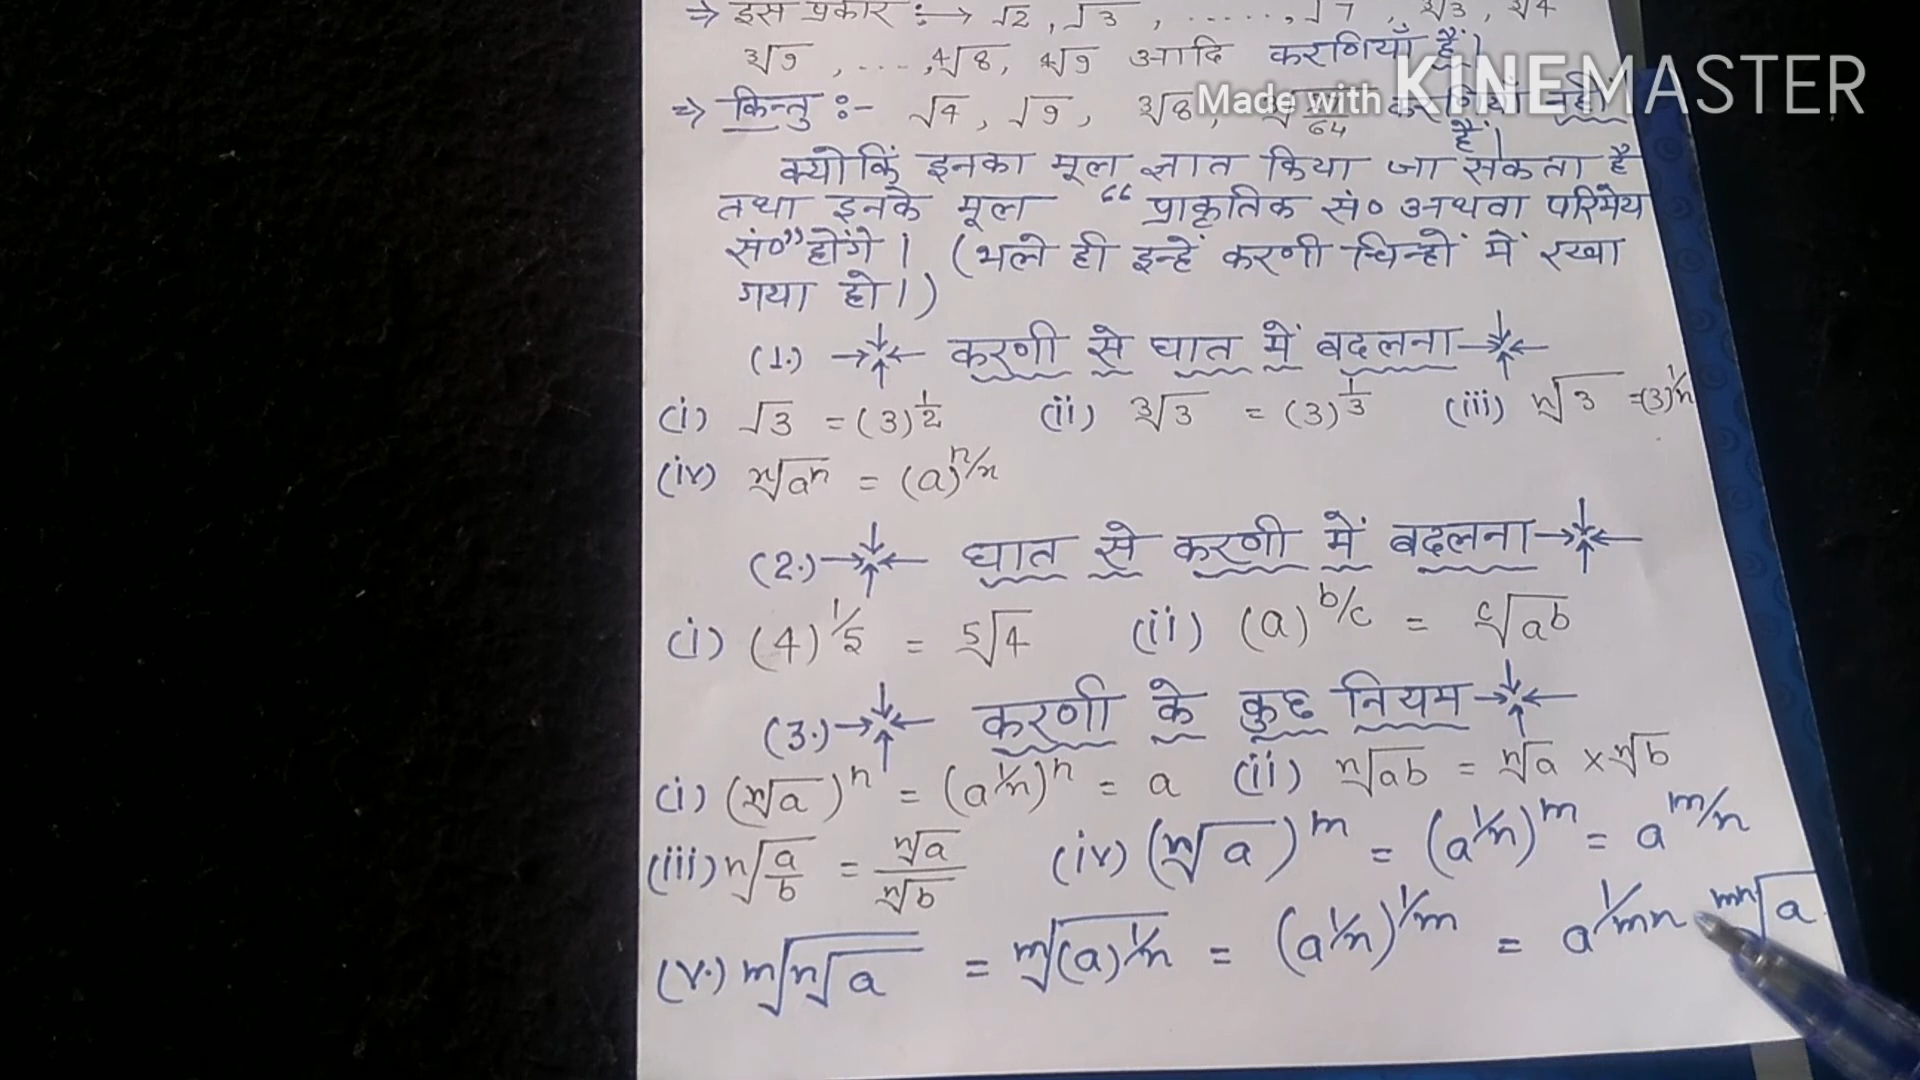 ⇒ इस प्रकार :→ √2, √3, ......, √7, ∛3, ∛4
∛9, ..., ∜8, ∜9 आदि करणियाँ हैं।
Made with KINEMASTER
⇒ किन्तु :- √4, √9, ∛8, करणियाँ नहीं
हैं।
क्योकिं इनका मूल ज्ञात किया जा सकता है
तथा इनके मूल “ प्राकृतिक सं० अथवा परिमेय
सं०” होंगे। (भले ही इन्हें करणी चिन्हों में रखा
गया हो।)
(1.) →← करणी से घात में बदलना →←
(i) √3 = (3)^1/2 (ii) ∛3 = (3)^1/3 (iii) ⁿ√3 = (3)^1/n
(iv) ⁿ√aⁿ = (a)^n/n
(2.) →← घात से करणी में बदलना →←
(i) (4)^1/5 = ⁵√4 (ii) (a)^b/c = ᶜ√aᵇ
(3.) →← करणी के कुछ नियम →←
(i) (ⁿ√a)ⁿ = (a^1/n)ⁿ = a (ii) ⁿ√ab = ⁿ√a × ⁿ√b
(iii) ⁿ√a/b = ⁿ√a/ⁿ√b (iv) (ⁿ√a)ᵐ = (a^1/n)ᵐ = a^m/n
(v.) ᵐ√ⁿ√a = ᵐ√(a)^1/n = (a^1/n)^1/m = a^1/mn ᵐⁿ√a